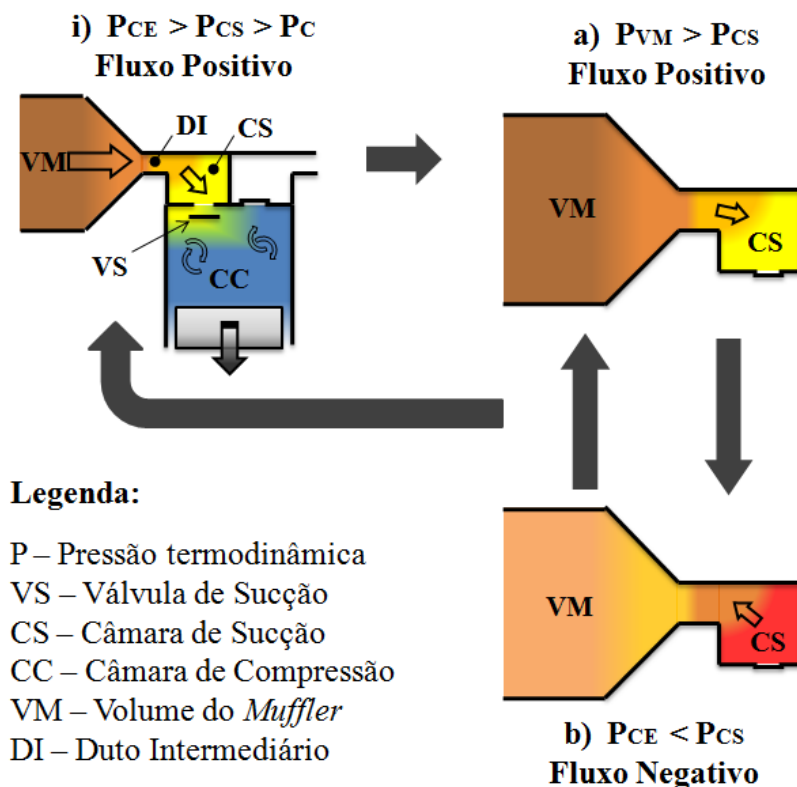 i) PCE > PCS > PC
Fluxo Positivo
VM
DI
CS
VS
CC
a) PVM > PCS
Fluxo Positivo
VM
CS
Legenda:
P – Pressão termodinâmica
VS – Válvula de Sucção
CS – Câmara de Sucção
CC – Câmara de Compressão
VM – Volume do Muffler
DI – Duto Intermediário
VM
CS
b) PCE < PCS
Fluxo Negativo